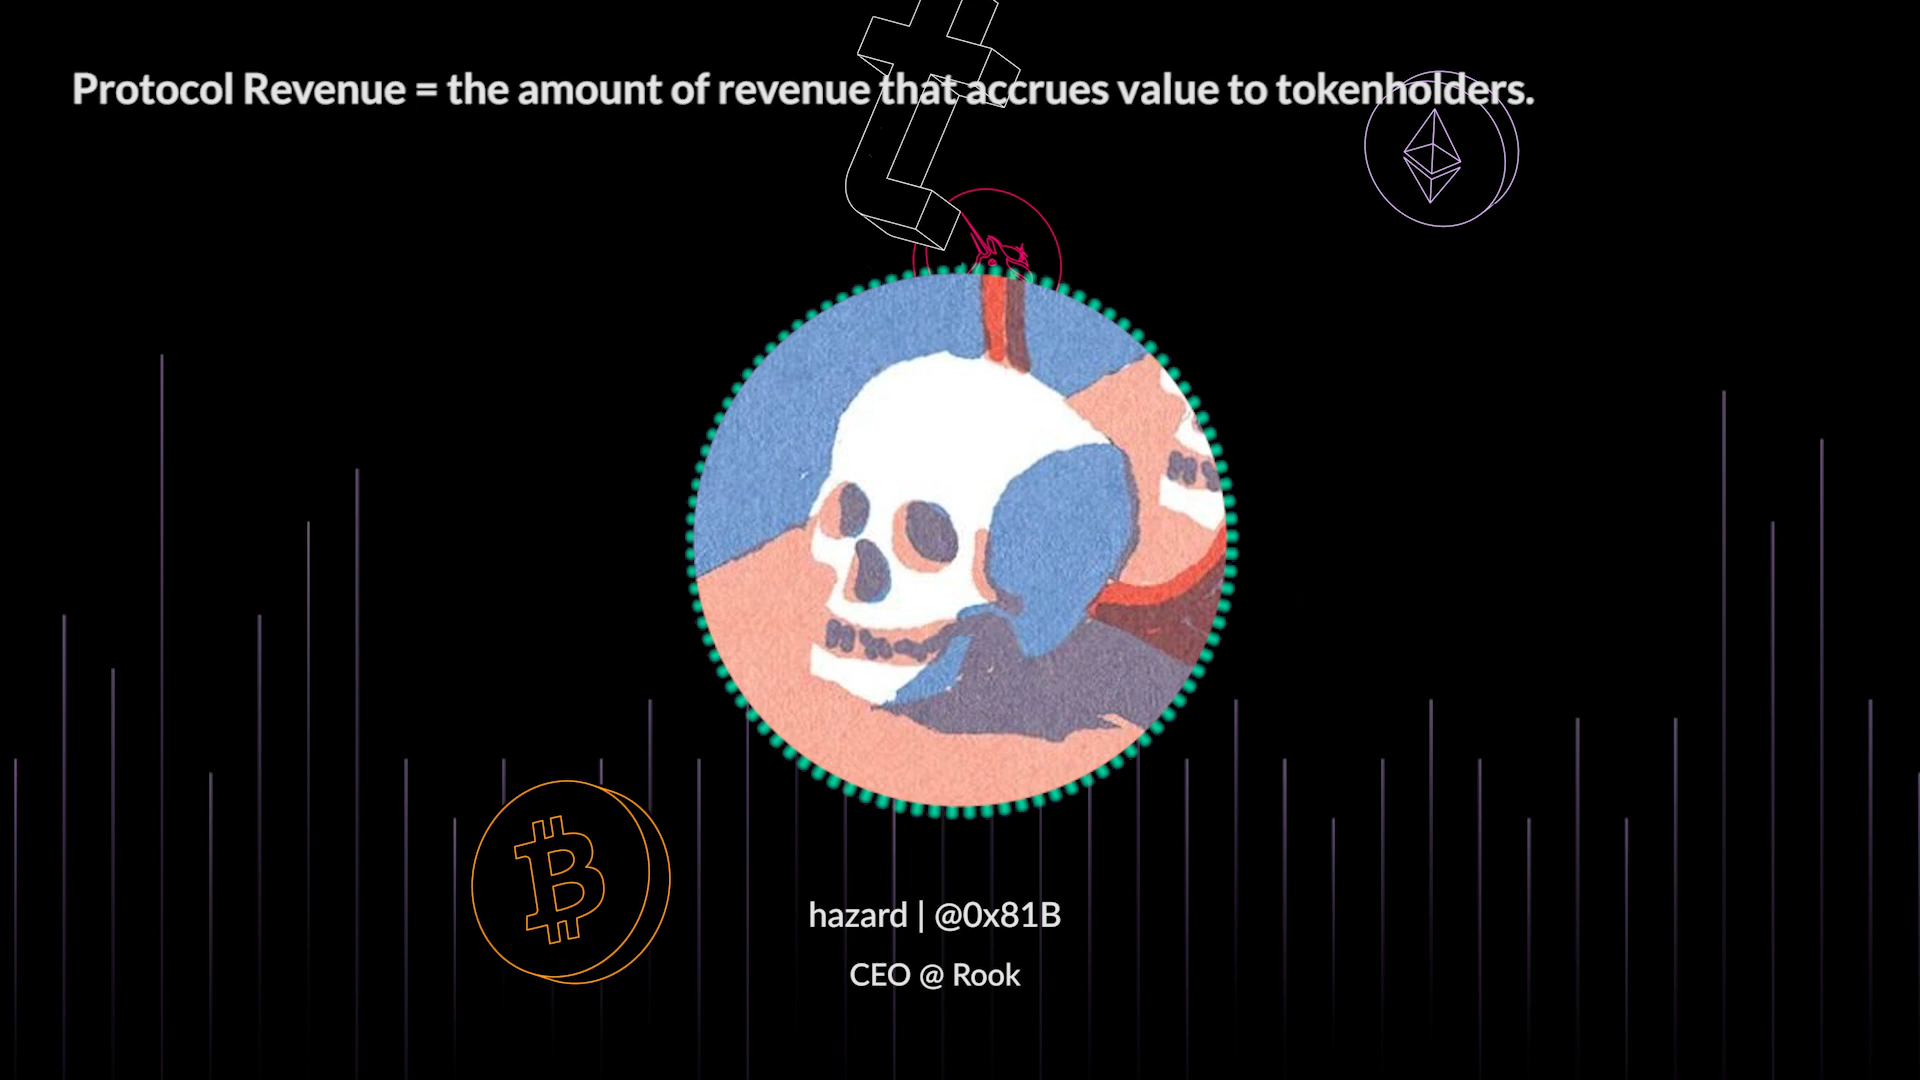 Protocol Revenue = the amount of revenue that accrues value to tokenholders.
hazard | @0x81B
CEO @ Rook